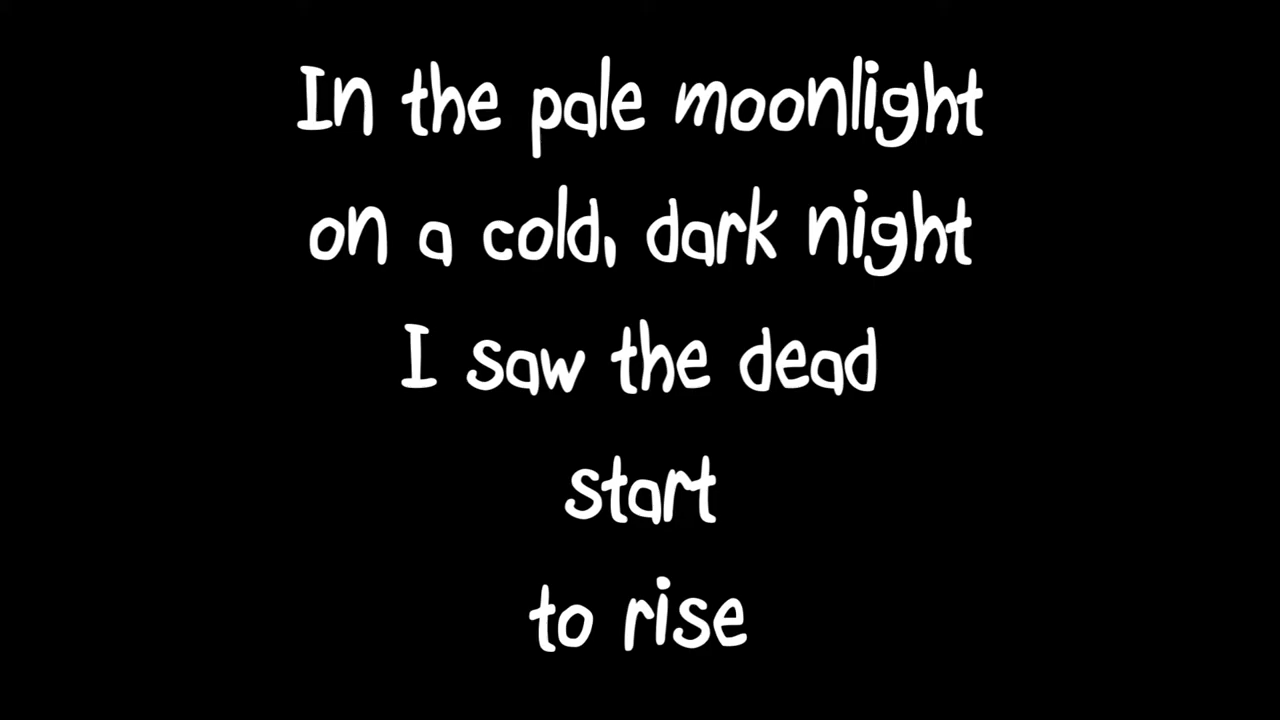 In the pale moonlight
on a cold, dark night
I saw the dead
start
to rise